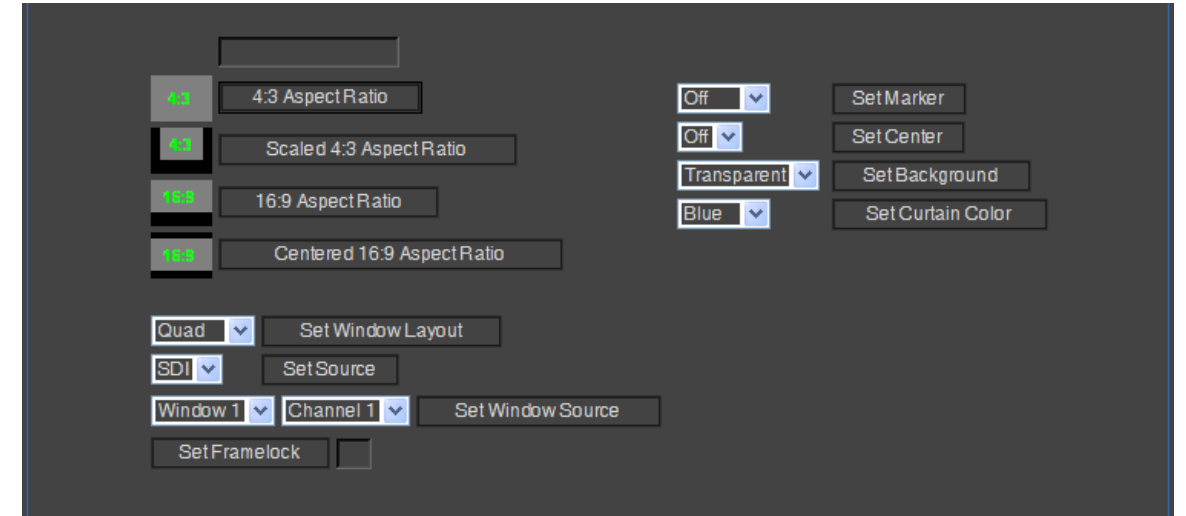 4:3 4:3 Aspect Ratio
4:3 Scaled 4:3 Aspect Ratio
16:9 16:9 Aspect Ratio
16:9 Centered 16:9 Aspect Ratio
Off Set Marker
Off Set Center
Transparent Set Background
Blue Set Curtain Color
Quad Set Window Layout
SDI Set Source
Window 1 Channel 1 Set Window Source
Set Framelock